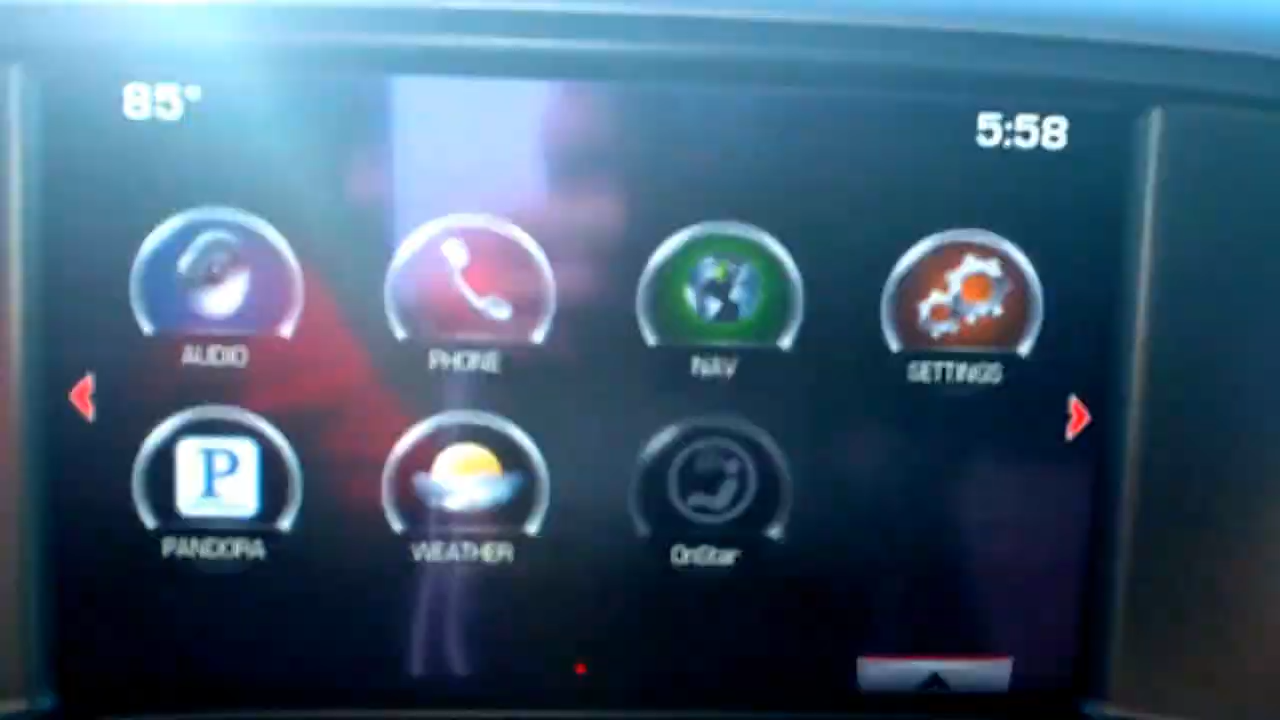 85°
5:58
AUDIO
PHONE
NAV
SETTINGS
P
PANDORA
WEATHER
OnStar